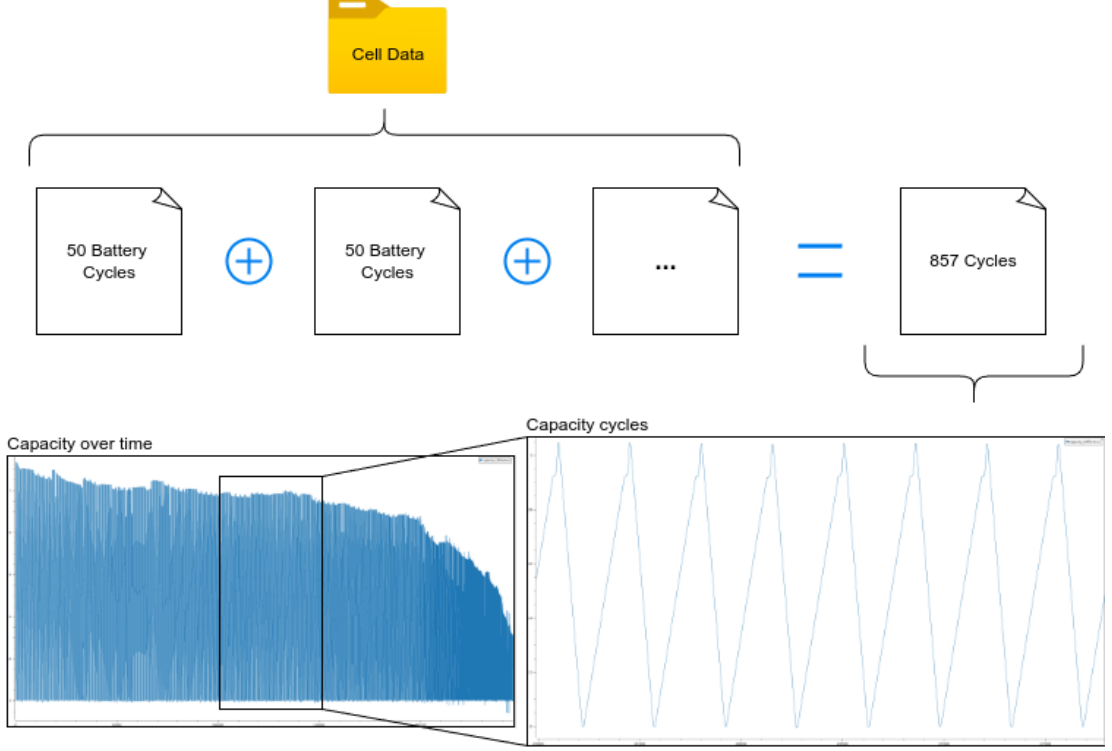 Cell Data
50 Battery
Cycles
50 Battery
Cycles
...
857 Cycles
Capacity over time
Capacity cycles